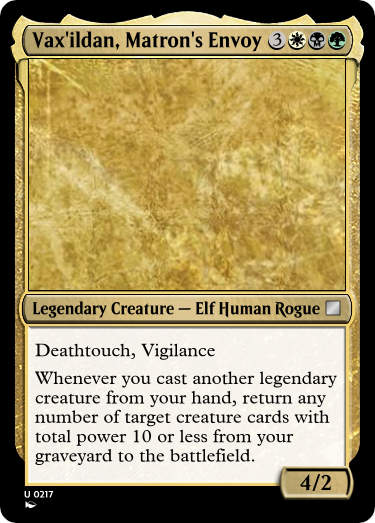 Vax'ildan, Matron's Envoy 3
Legendary Creature — Elf Human Rogue
Deathtouch, Vigilance
Whenever you cast another legendary
creature from your hand, return any
number of target creature cards with
total power 10 or less from your
graveyard to the battlefield.
4/2
U 0217